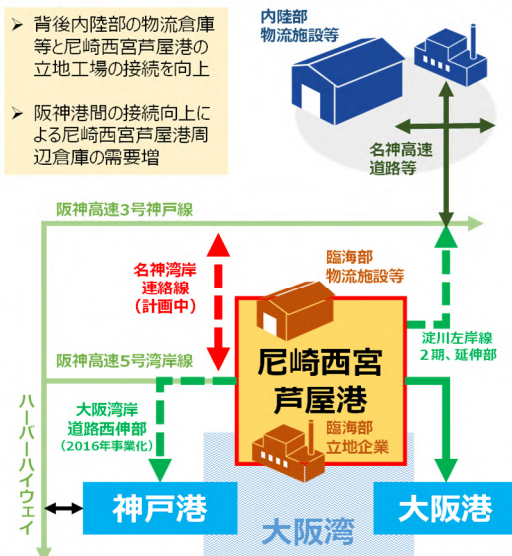 ➢ 背後内陸部の物流倉庫
等と尼崎西宮芦屋港の
立地工場の接続を向上
➢ 阪神港間の接続向上に
よる尼崎西宮芦屋港周
辺倉庫の需要増
内陸部
物流施設等
名神高速
道路等
阪神高速3号神戸線
名神湾岸
連絡線
(計画中)
臨海部
物流施設等
淀川左岸線
2期、延伸部
尼崎西宮
芦屋港
阪神高速5号湾岸線
大阪湾岸
道路西伸部
(2016年事業化)
臨海部
立地企業
ハーバーハイウェイ
神戸港
大阪湾
大阪港